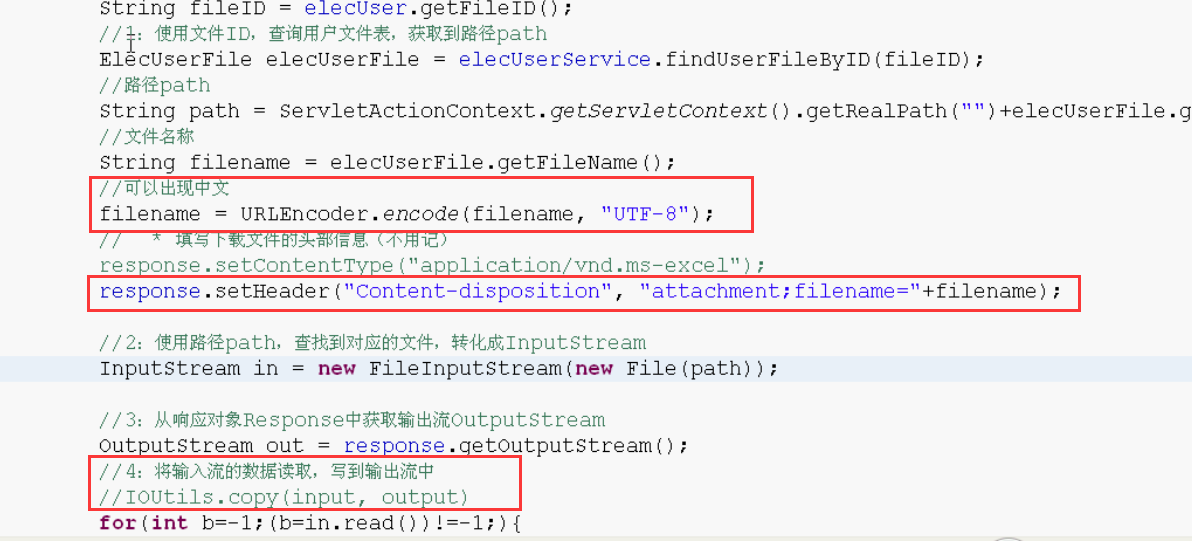 String fileID = elecUser.getFileID();
//1: 使用文件ID，查询用户文件表，获取到路径path
ElecUserFile elecUserFile = elecUserService.findUserFileByID(fileID);
//路径path
String path = ServletActionContext.getServletContext().getRealPath("")+elecUserFile.g
//文件名称
String filename = elecUserFile.getFileName();
//可以出现中文
filename = URLEncoder.encode(filename, "UTF-8");
//  * 填写下载文件的头部信息（不用记）
response.setContentType("application/vnd.ms-excel");
response.setHeader("Content-disposition", "attachment;filename="+filename);
//2: 使用路径path，查找到对应的文件，转化成InputStream
InputStream in = new FileInputStream(new File(path));
//3: 从响应对象Response中获取输出流OutputStream
OutputStream out = response.getOutputStream();
//4: 将输入流的数据读取，写到输出流中
//IOUtils.copy(input, output)
for(int b=-1;(b=in.read())!=-1;){